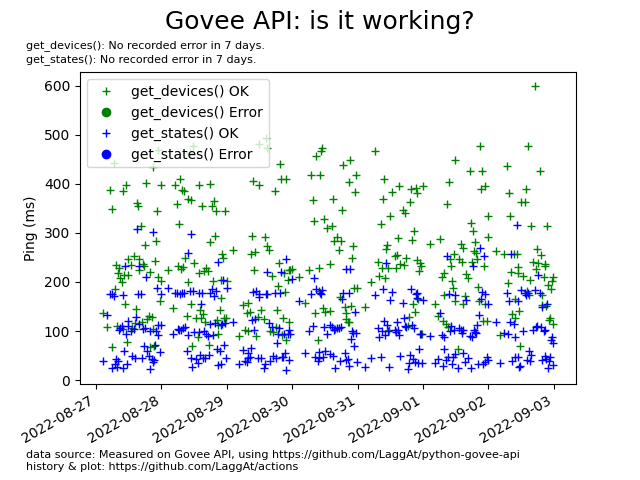 Govee API: is it working?
get_devices(): No recorded error in 7 days.
get_states(): No recorded error in 7 days.
get_devices() OK
get_devices() Error
get_states() OK
get_states() Error
Ping (ms)
600
500
400
300
200
100
0
2022-08-27
2022-08-28
2022-08-29
2022-08-30
2022-08-31
2022-09-01
2022-09-02
2022-09-03
data source: Measured on Govee API, using https://github.com/LaggAt/python-govee-api
history & plot: https://github.com/LaggAt/actions